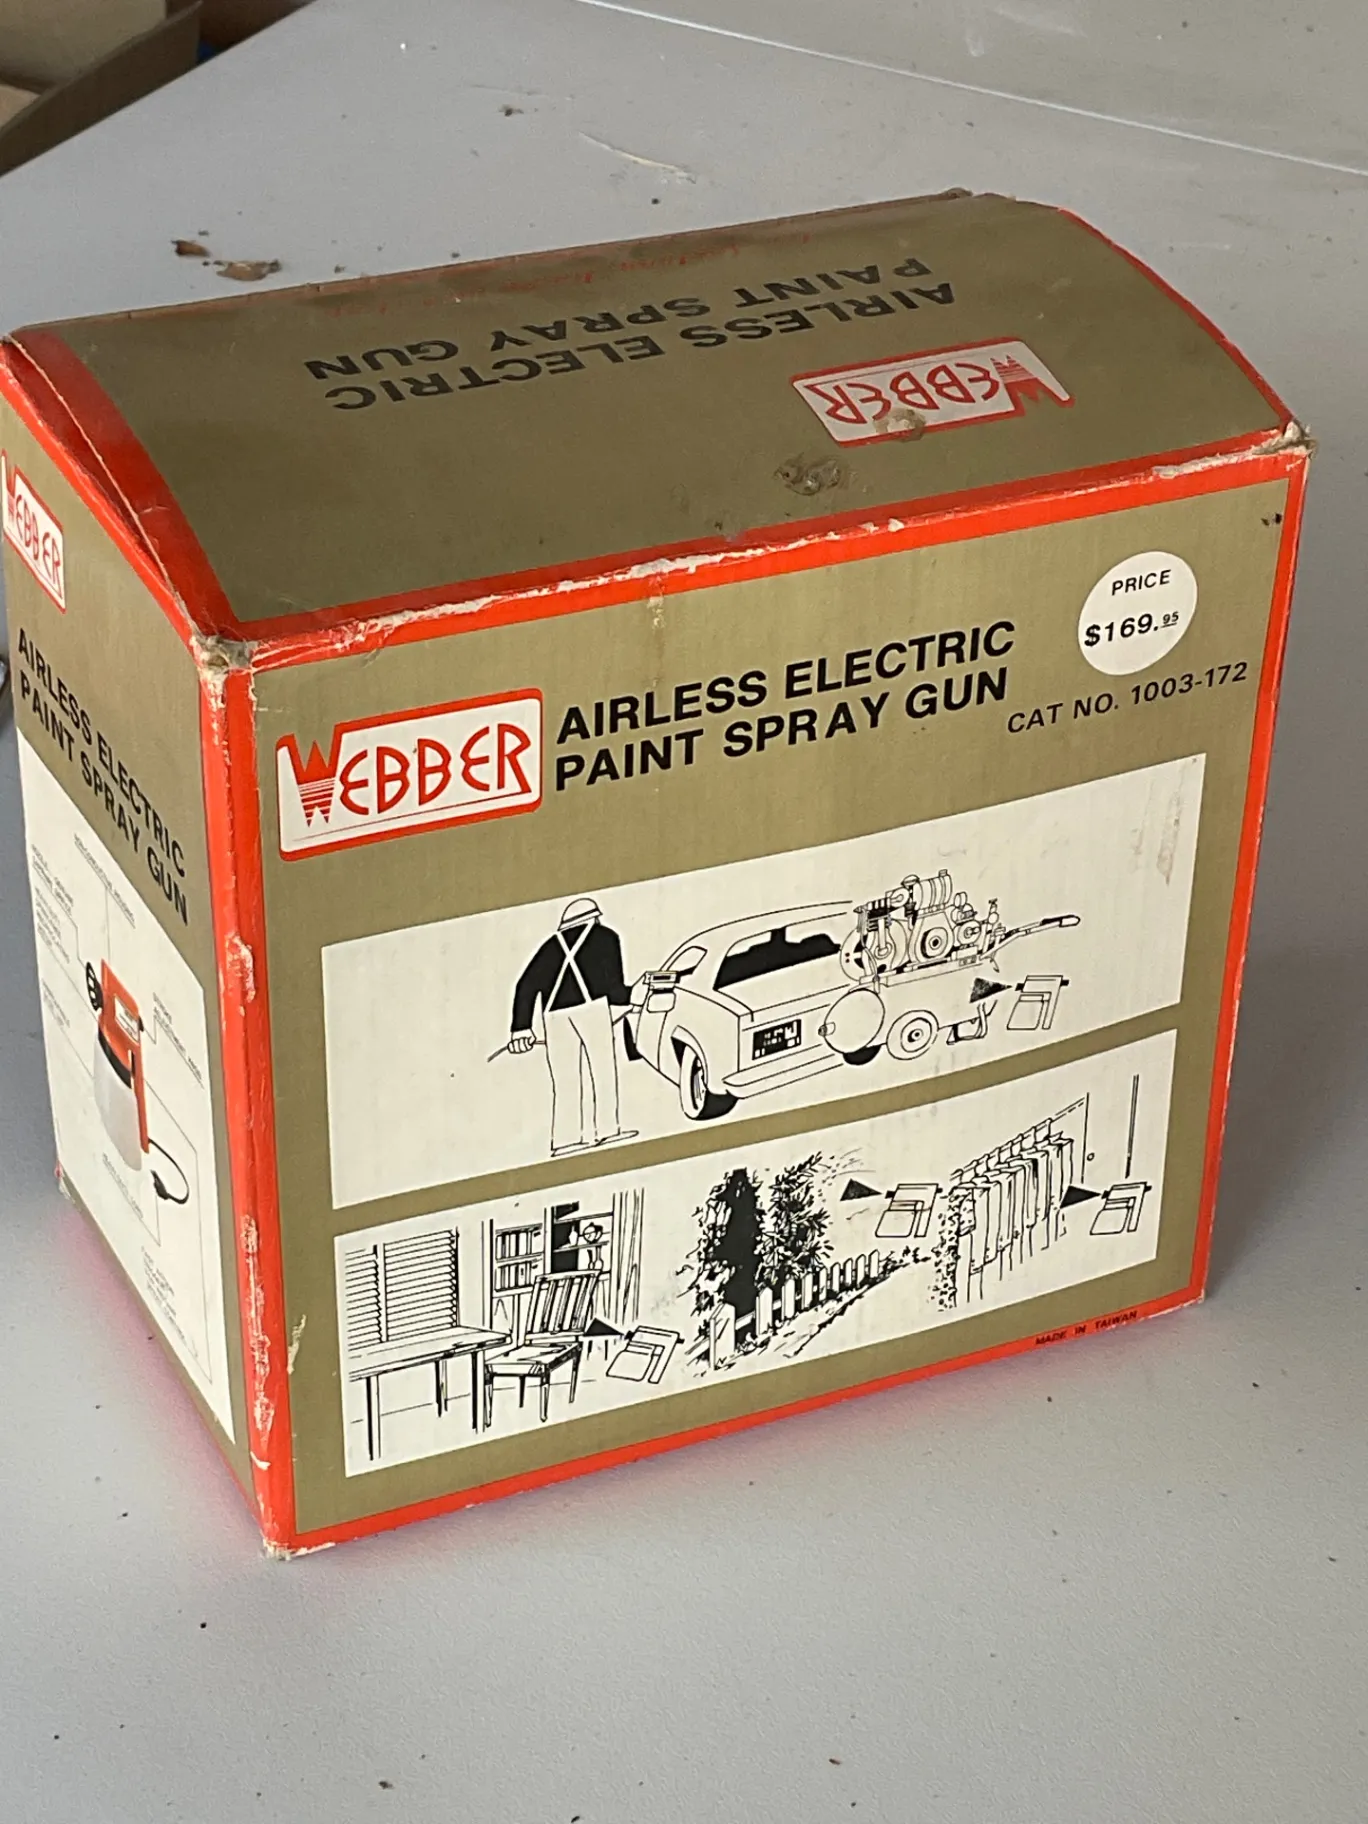 AIRLESS ELECTRIC
PAINT SPRAY GUN
WEBBER
WEBBER
AIRLESS ELECTRIC
PAINT SPRAY GUN
WEBBER
AIRLESS ELECTRIC
PAINT SPRAY GUN
PRICE
$169.95
CAT NO. 1003-172
MADE IN TAIWAN